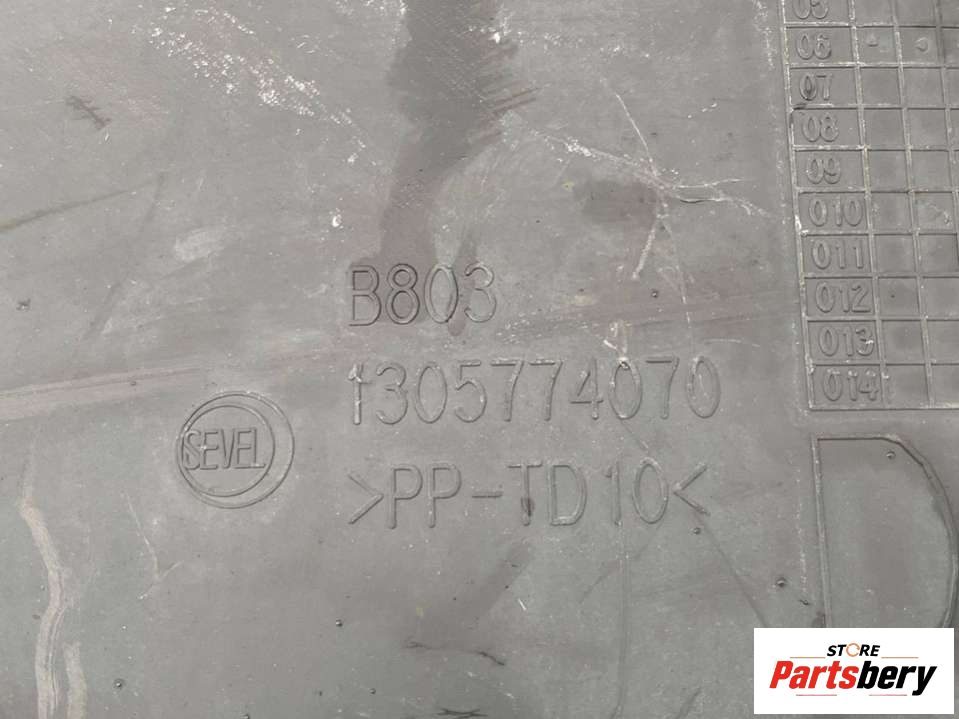 05
06
07
08
09
010
011
012
013
014
B803
1305774070
SEVEL
>PP-TD10<
D
STORE
Partsbery